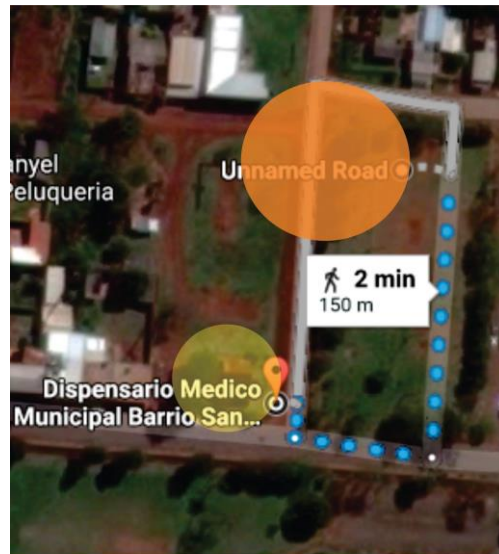 anyel
Peluqueria
Unnamed Road
2 min
150 m
Dispensario Medico
Municipal Barrio San...